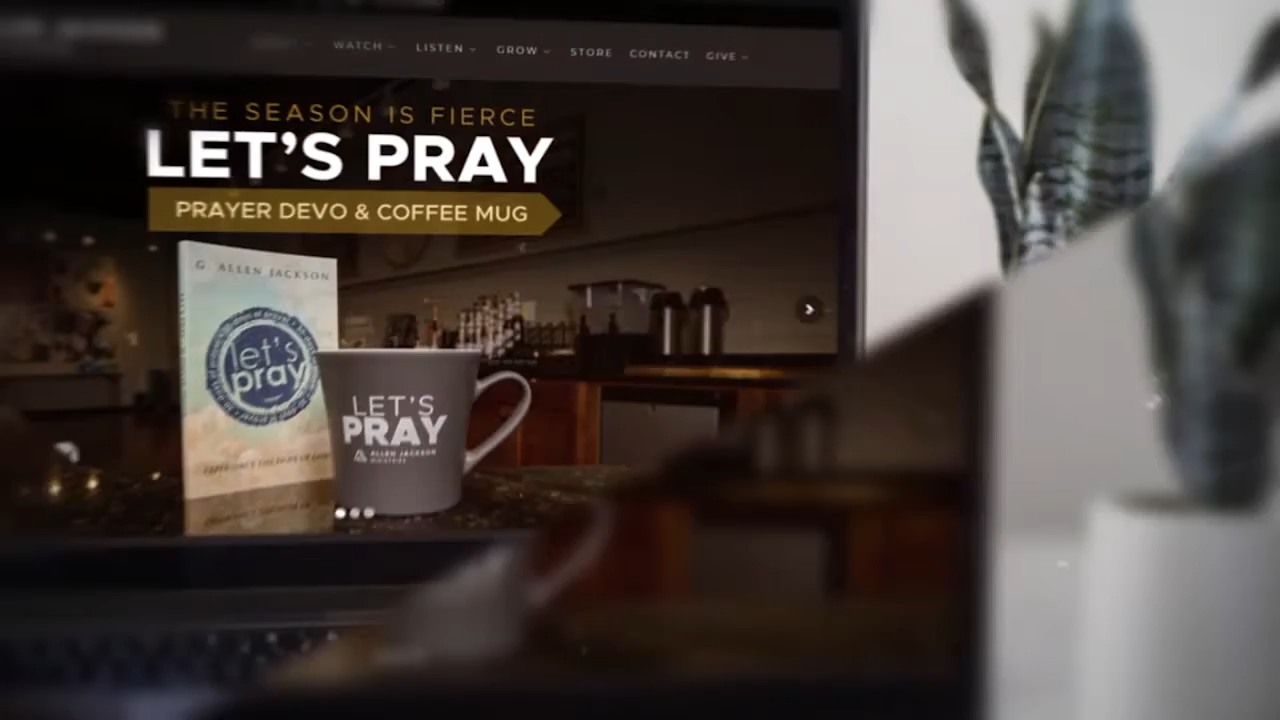 WATCH
LISTEN
GROW
STORE
CONTACT
GIVE
THE SEASON IS FIERCE
LET'S PRAY
PRAYER DEVO & COFFEE MUG
G. ALLEN JACKSON
let's
pray
LET'S
PRAY
ALLEN JACKSON
MINISTRIES